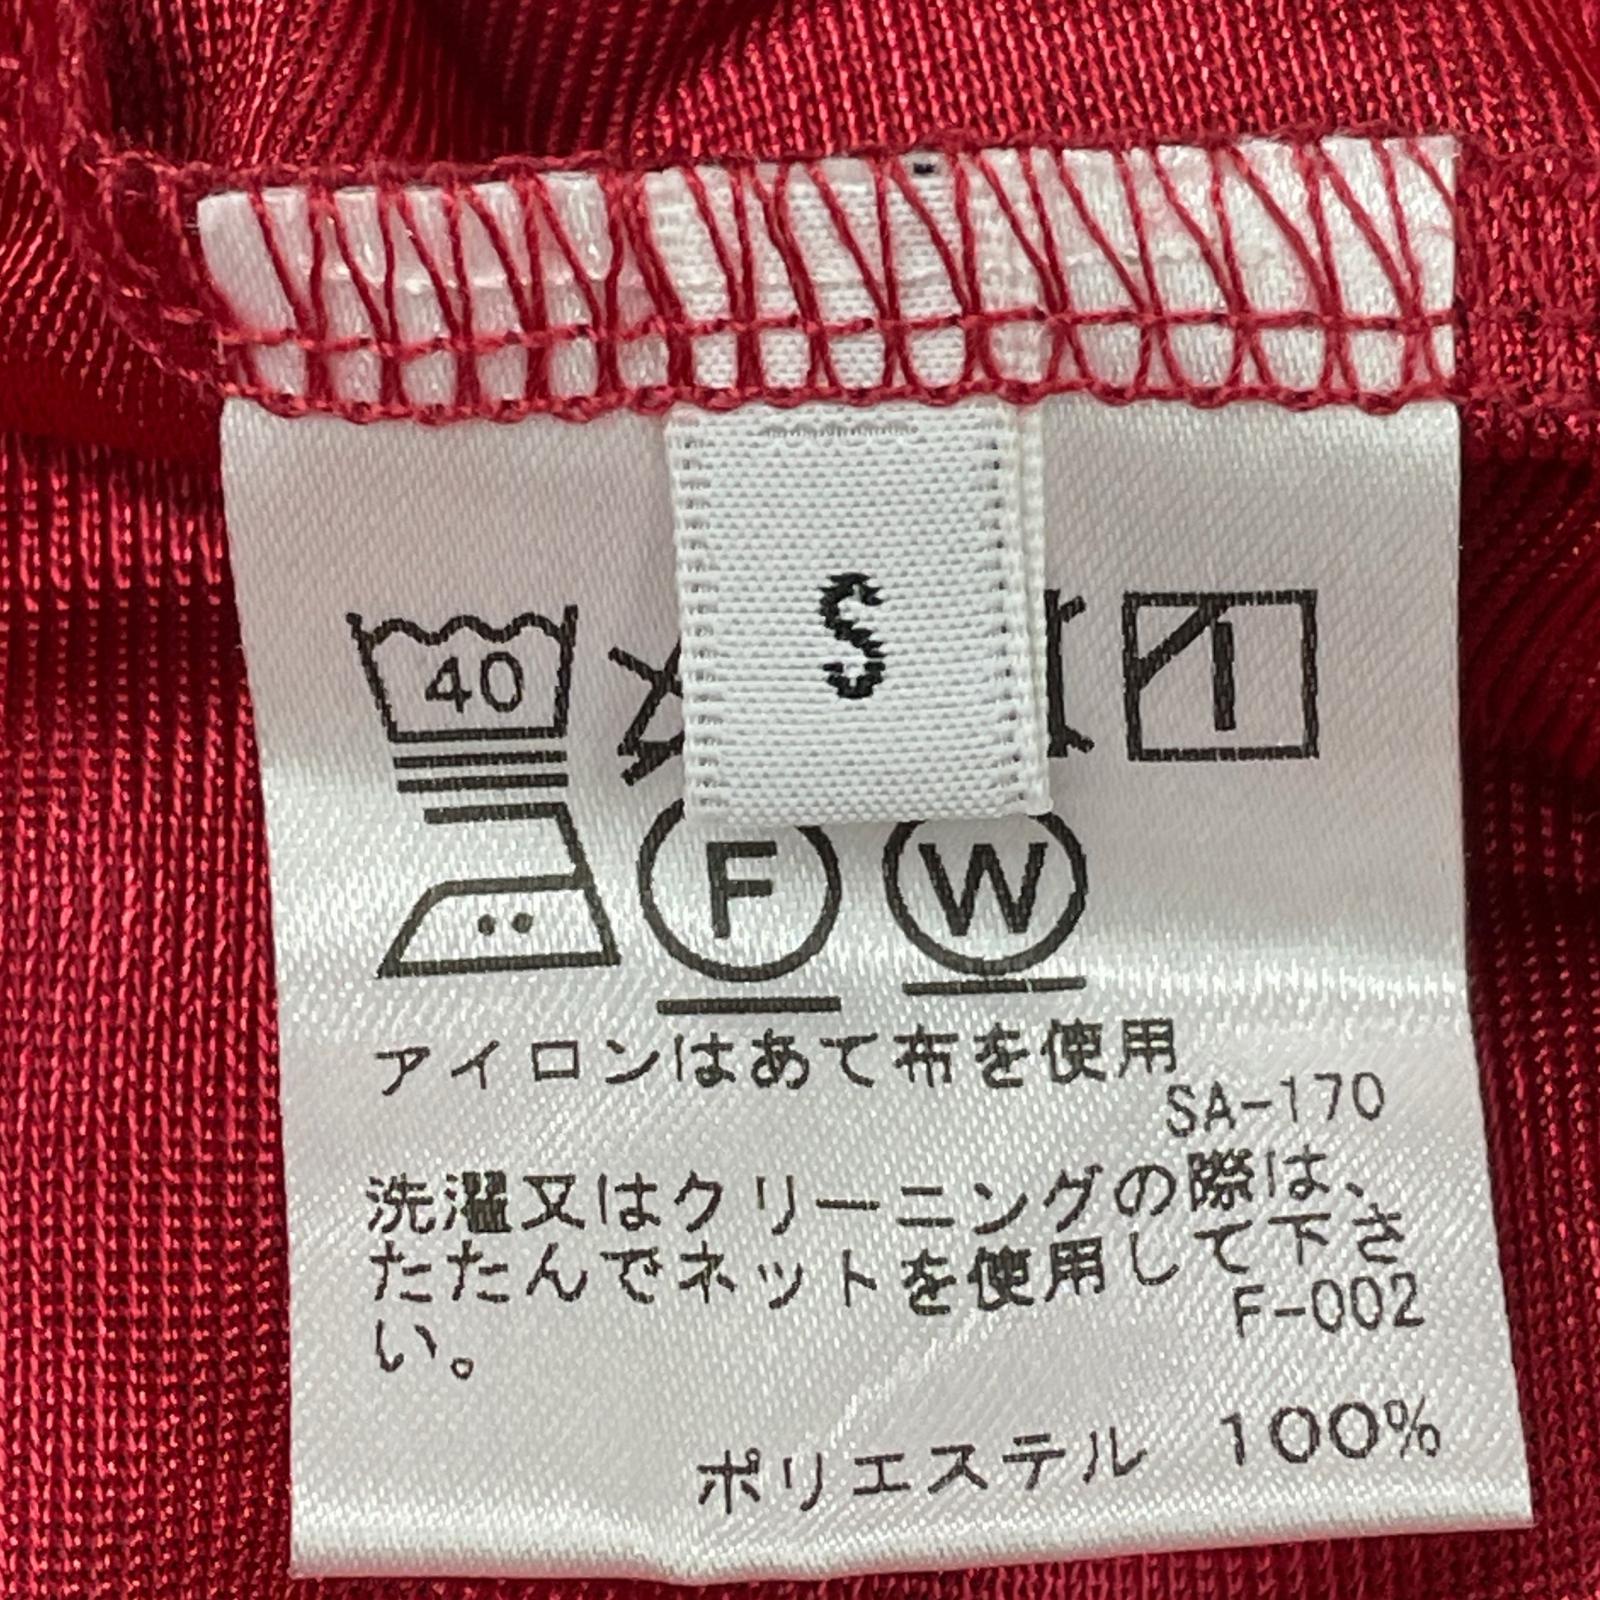 S
40
F W
アイロンはあて布を使用
SA-170
洗濯又はクリーニングの際は、
たたんでネットを使用して下さ
い。
F-002
ポリエステル 100%